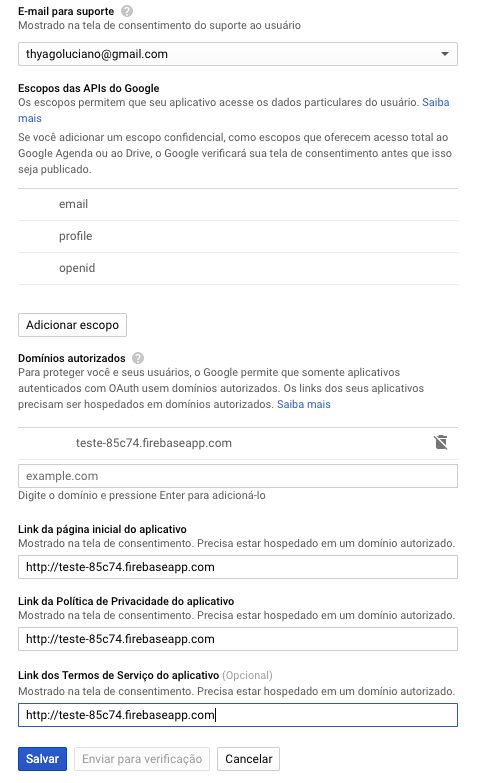 E-mail para suporte ?
Mostrado na tela de consentimento do suporte ao usuário
thyagoluciano@gmail.com
Escopos das APIs do Google
Os escopos permitem que seu aplicativo acesse os dados particulares do usuário. Saiba
mais
Se você adicionar um escopo confidencial, como escopos que oferecem acesso total ao
Google Agenda ou ao Drive, o Google verificará sua tela de consentimento antes que isso
seja publicado.
email
profile
openid
Adicionar escopo
Domínios autorizados ?
Para proteger você e seus usuários, o Google permite que somente aplicativos
autenticados com OAuth usem domínios autorizados. Os links dos seus aplicativos
precisam ser hospedados em domínios autorizados. Saiba mais
teste-85c74.firebaseapp.com
example.com
Digite o domínio e pressione Enter para adicioná-lo
Link da página inicial do aplicativo
Mostrado na tela de consentimento. Precisa estar hospedado em um domínio autorizado.
http://teste-85c74.firebaseapp.com
Link da Política de Privacidade do aplicativo
Mostrado na tela de consentimento. Precisa estar hospedado em um domínio autorizado.
http://teste-85c74.firebaseapp.com
Link dos Termos de Serviço do aplicativo (Opcional)
Mostrado na tela de consentimento. Precisa estar hospedado em um domínio autorizado.
http://teste-85c74.firebaseapp.com
Salvar Enviar para verificação Cancelar